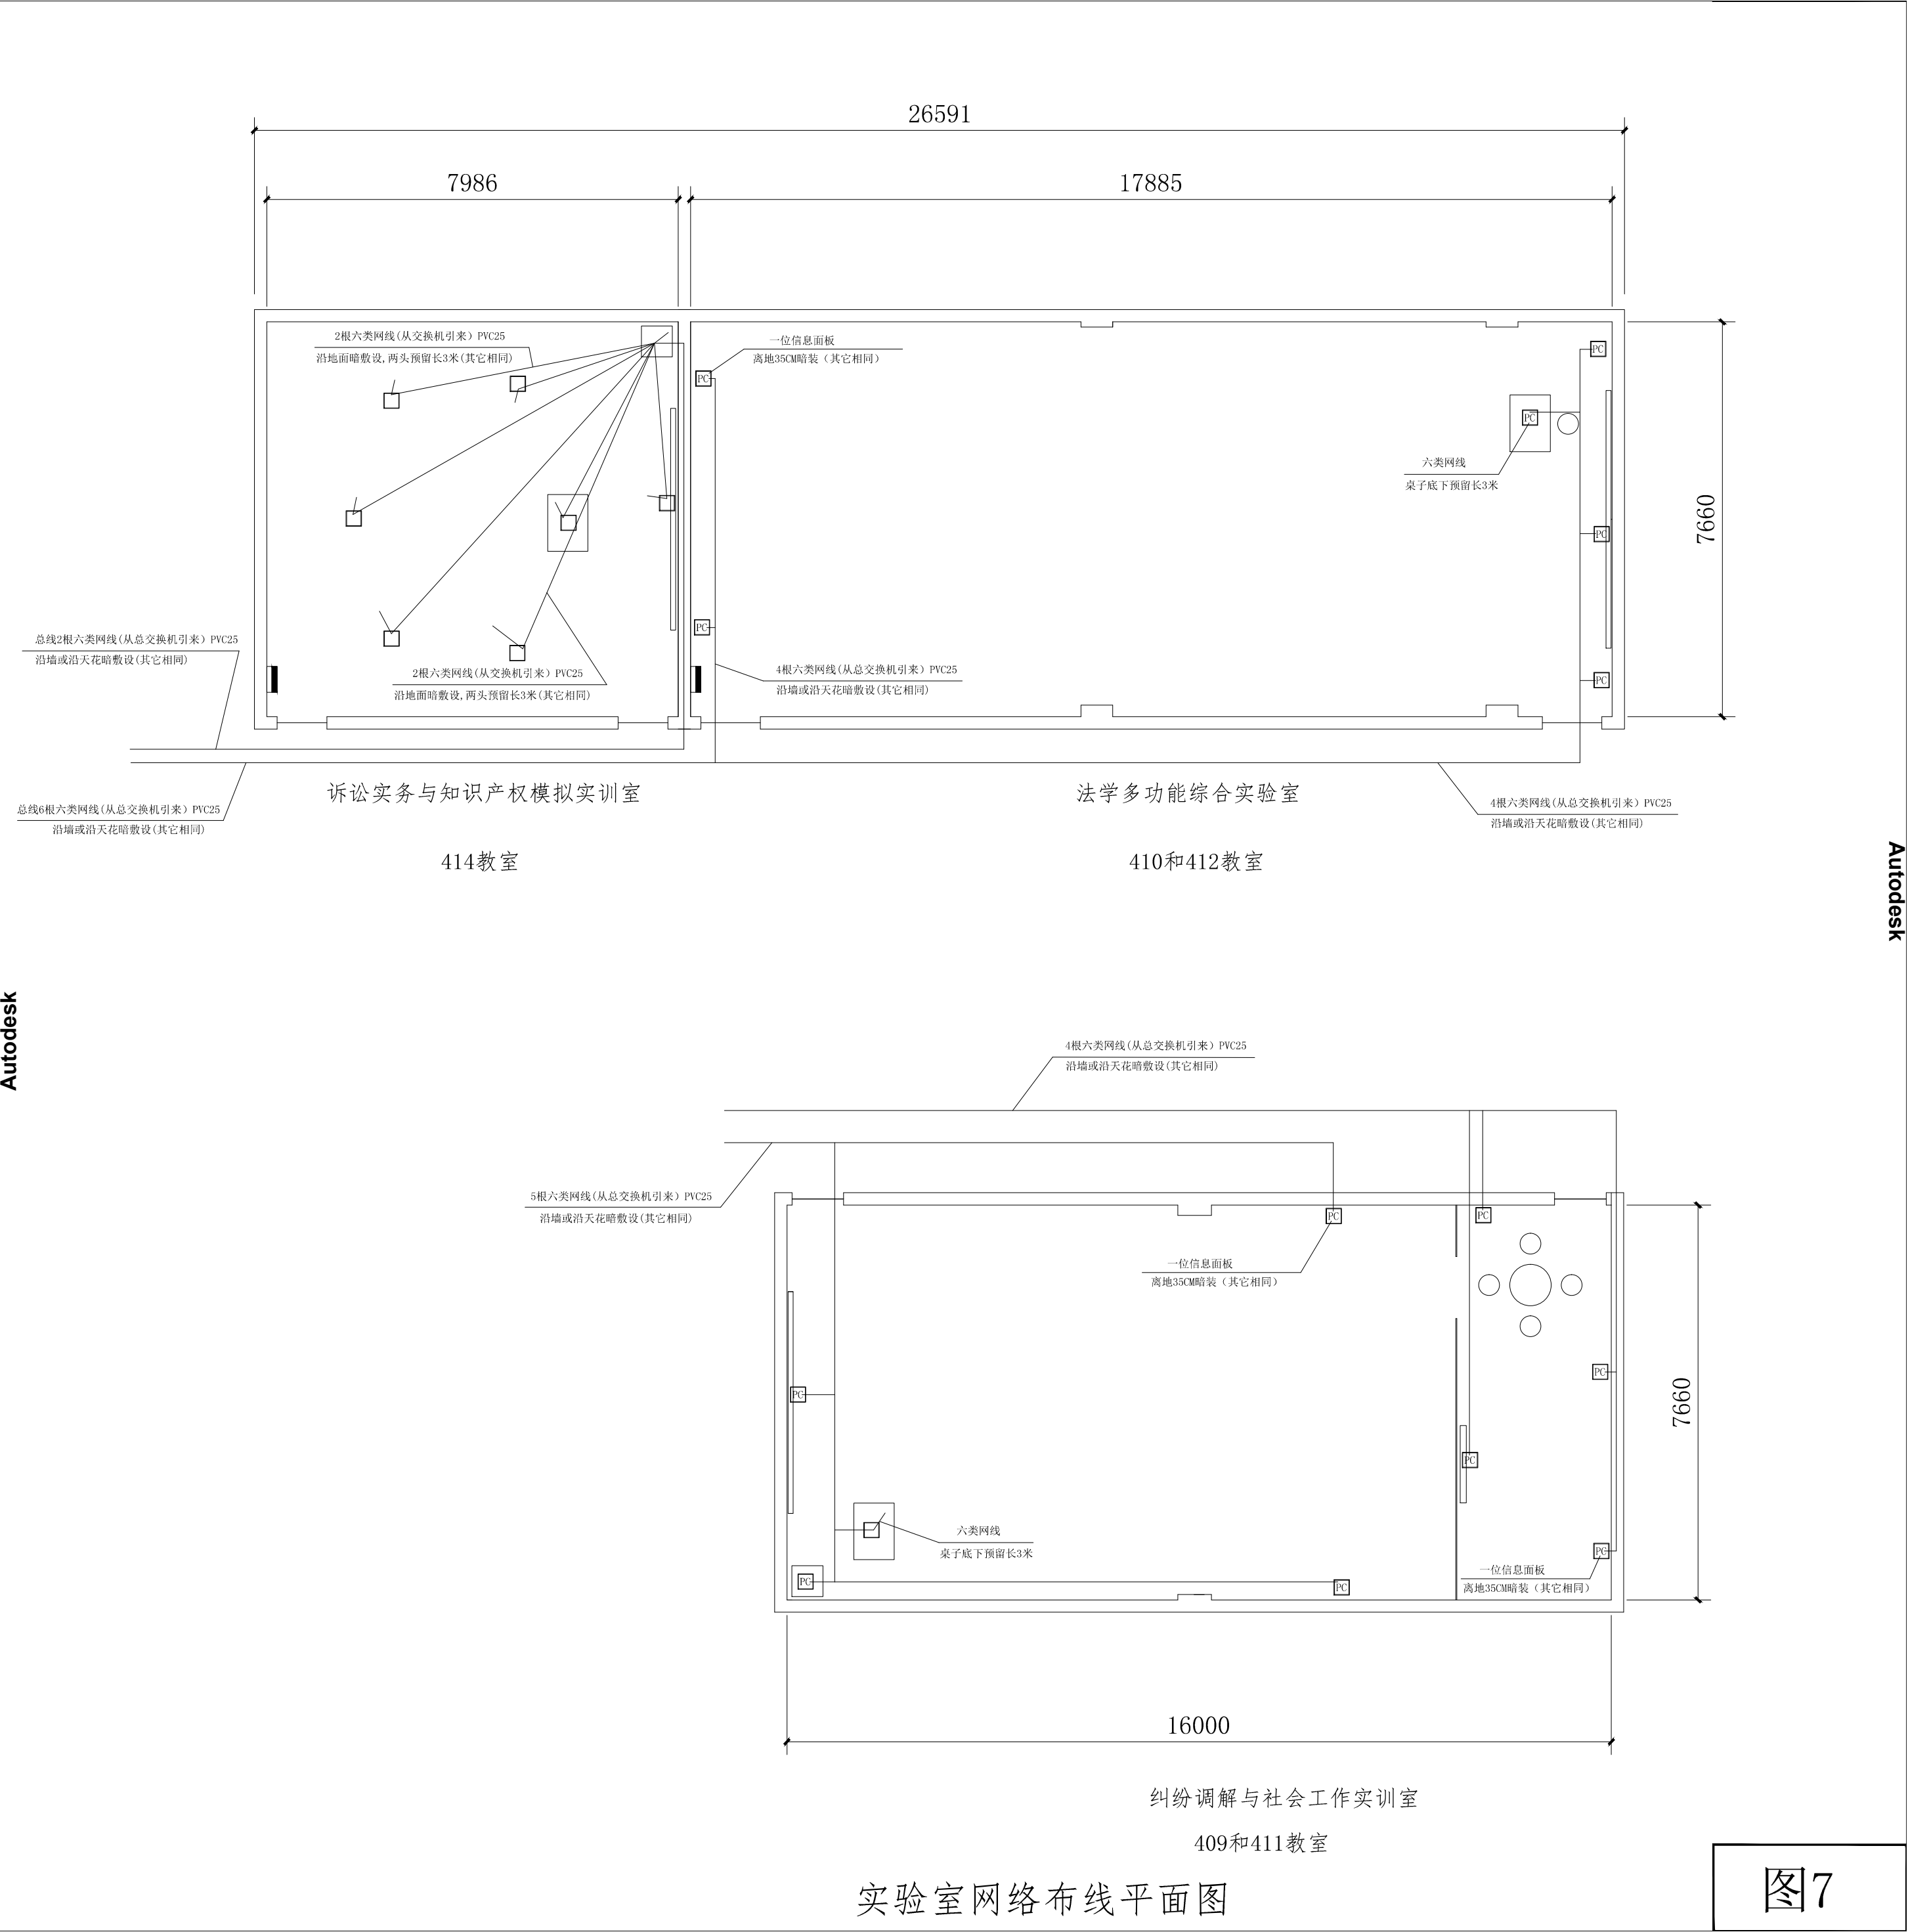 26591
7986
17885
2根六类网线(从交换机引来）PVC25
沿地面暗敷设,两头预留长3米(其它相同)
一位信息面板
离地35CM暗装（其它相同）
PC
PC
PC
六类网线
桌子底下预留长3米
7660
PC
PC
PC
总线2根六类网线(从总交换机引来）PVC25
沿墙或沿天花暗敷设(其它相同)
2根六类网线(从交换机引来）PVC25
沿地面暗敷设,两头预留长3米(其它相同)
4根六类网线(从总交换机引来）PVC25
沿墙或沿天花暗敷设(其它相同)
总线6根六类网线(从总交换机引来）PVC25
沿墙或沿天花暗敷设(其它相同)
诉讼实务与知识产权模拟实训室
法学多功能综合实验室
4根六类网线(从总交换机引来）PVC25
沿墙或沿天花暗敷设(其它相同)
414教室
410和412教室
Autodesk
Autodesk
4根六类网线(从总交换机引来）PVC25
沿墙或沿天花暗敷设(其它相同)
5根六类网线(从总交换机引来）PVC25
沿墙或沿天花暗敷设(其它相同)
PC
PC
一位信息面板
离地35CM暗装（其它相同）
PC
PC
7660
PC
六类网线
桌子底下预留长3米
PC
一位信息面板
离地35CM暗装（其它相同）
PC
PC
16000
纠纷调解与社会工作实训室
409和411教室
实验室网络布线平面图
图7